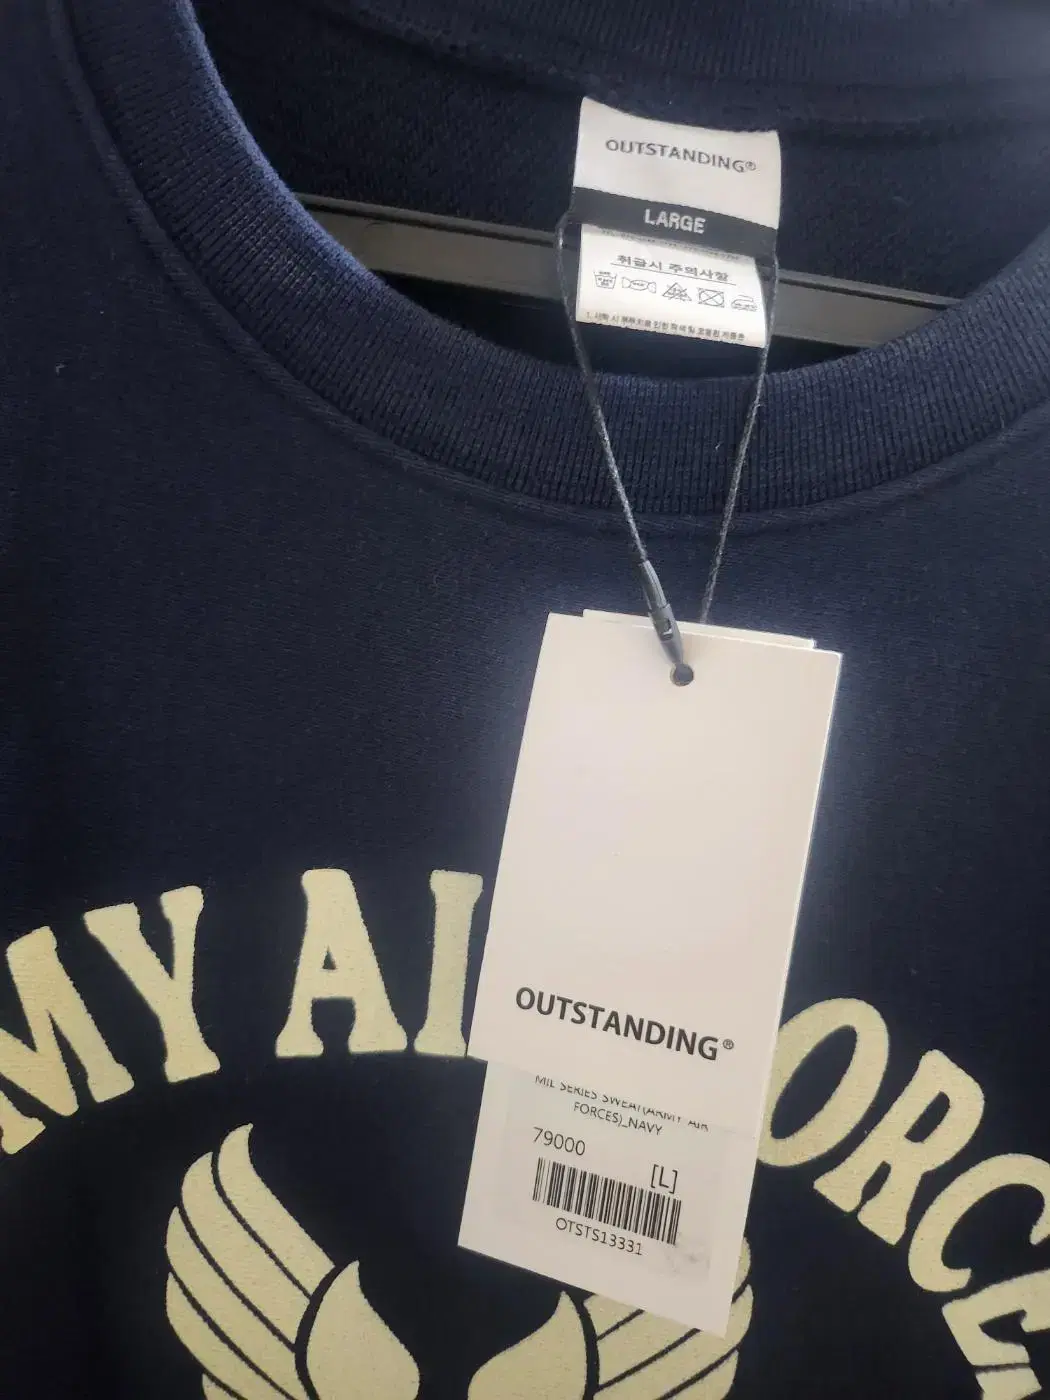 OUTSTANDING®
LARGE
취급시 주의사항
MY AI ORCE
OUTSTANDING®
MIL SERIES SWEAT(ARMY AIR
FORCES)_NAVY
79000
[L]
OTSTS13331